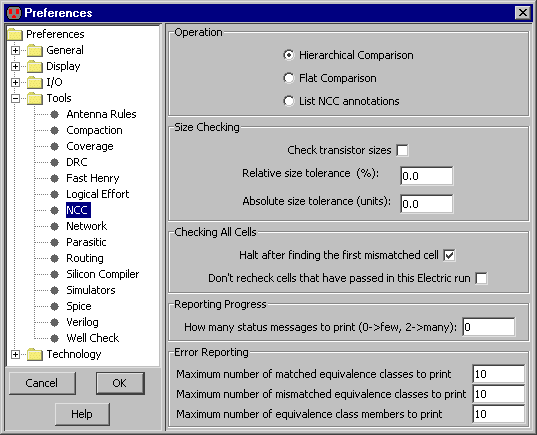 Preferences
Preferences
General
Display
I/O
Tools
Antenna Rules
Compaction
Coverage
DRC
Fast Henry
Logical Effort
NCC
Network
Parasitic
Routing
Silicon Compiler
Simulators
Spice
Verilog
Well Check
Technology
Cancel
OK
Help
Operation
Hierarchical Comparison
Flat Comparison
List NCC annotations
Size Checking
Check transistor sizes
Relative size tolerance (%): 0.0
Absolute size tolerance (units): 0.0
Checking All Cells
Halt after finding the first mismatched cell
Don't recheck cells that have passed in this Electric run
Reporting Progress
How many status messages to print (0->few, 2->many): 0
Error Reporting
Maximum number of matched equivalence classes to print 10
Maximum number of mismatched equivalence classes to print 10
Maximum number of equivalence class members to print 10